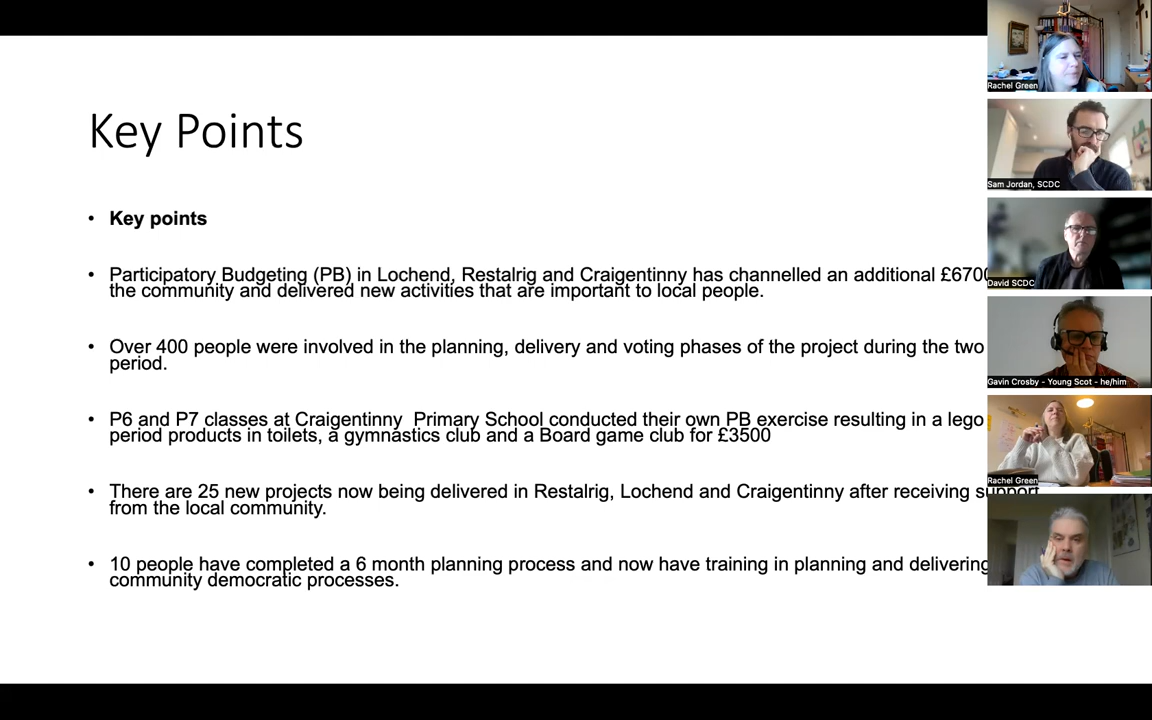 Key Points
• Key points
• Participatory Budgeting (PB) in Lochend, Restalrig and Craigentinny has channelled an additional £6700
the community and delivered new activities that are important to local people.
• Over 400 people were involved in the planning, delivery and voting phases of the project during the two
period.
• P6 and P7 classes at Craigentinny  Primary School conducted their own PB exercise resulting in a lego
period products in toilets, a gymnastics club and a Board game club for £3500
• There are 25 new projects now being delivered in Restalrig, Lochend and Craigentinny after receiving support
from the local community.
• 10 people have completed a 6 month planning process and now have training in planning and delivering
community democratic processes.
Rachel Green
Sam Jordan, SCDC
David SCDC
Gavin Crosby - Young Scot - he/him
Rachel Green